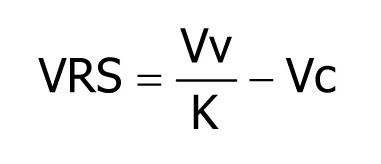 VRS = Vv/K - Vc